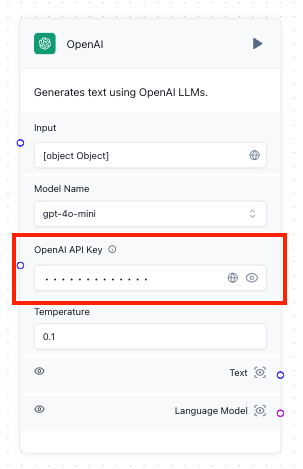 OpenAI
Generates text using OpenAI LLMs.
Input
[object Object]
Model Name
gpt-4o-mini
OpenAI API Key
• • • • • • • • • • • • •
Temperature
0.1
Text
Language Model